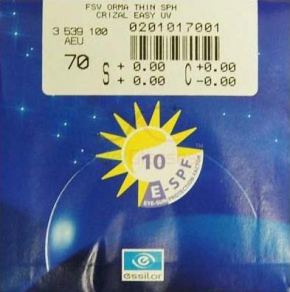 FSV ORMA THIN SPH
CRIZAL EASY UV
3 539 100 0201017001
AEU
70 S + 0.00 C +0.00
+ 0.00 -0.00
10
E-SPF™
EYE-SUN PROTECTION FACTOR
essilor